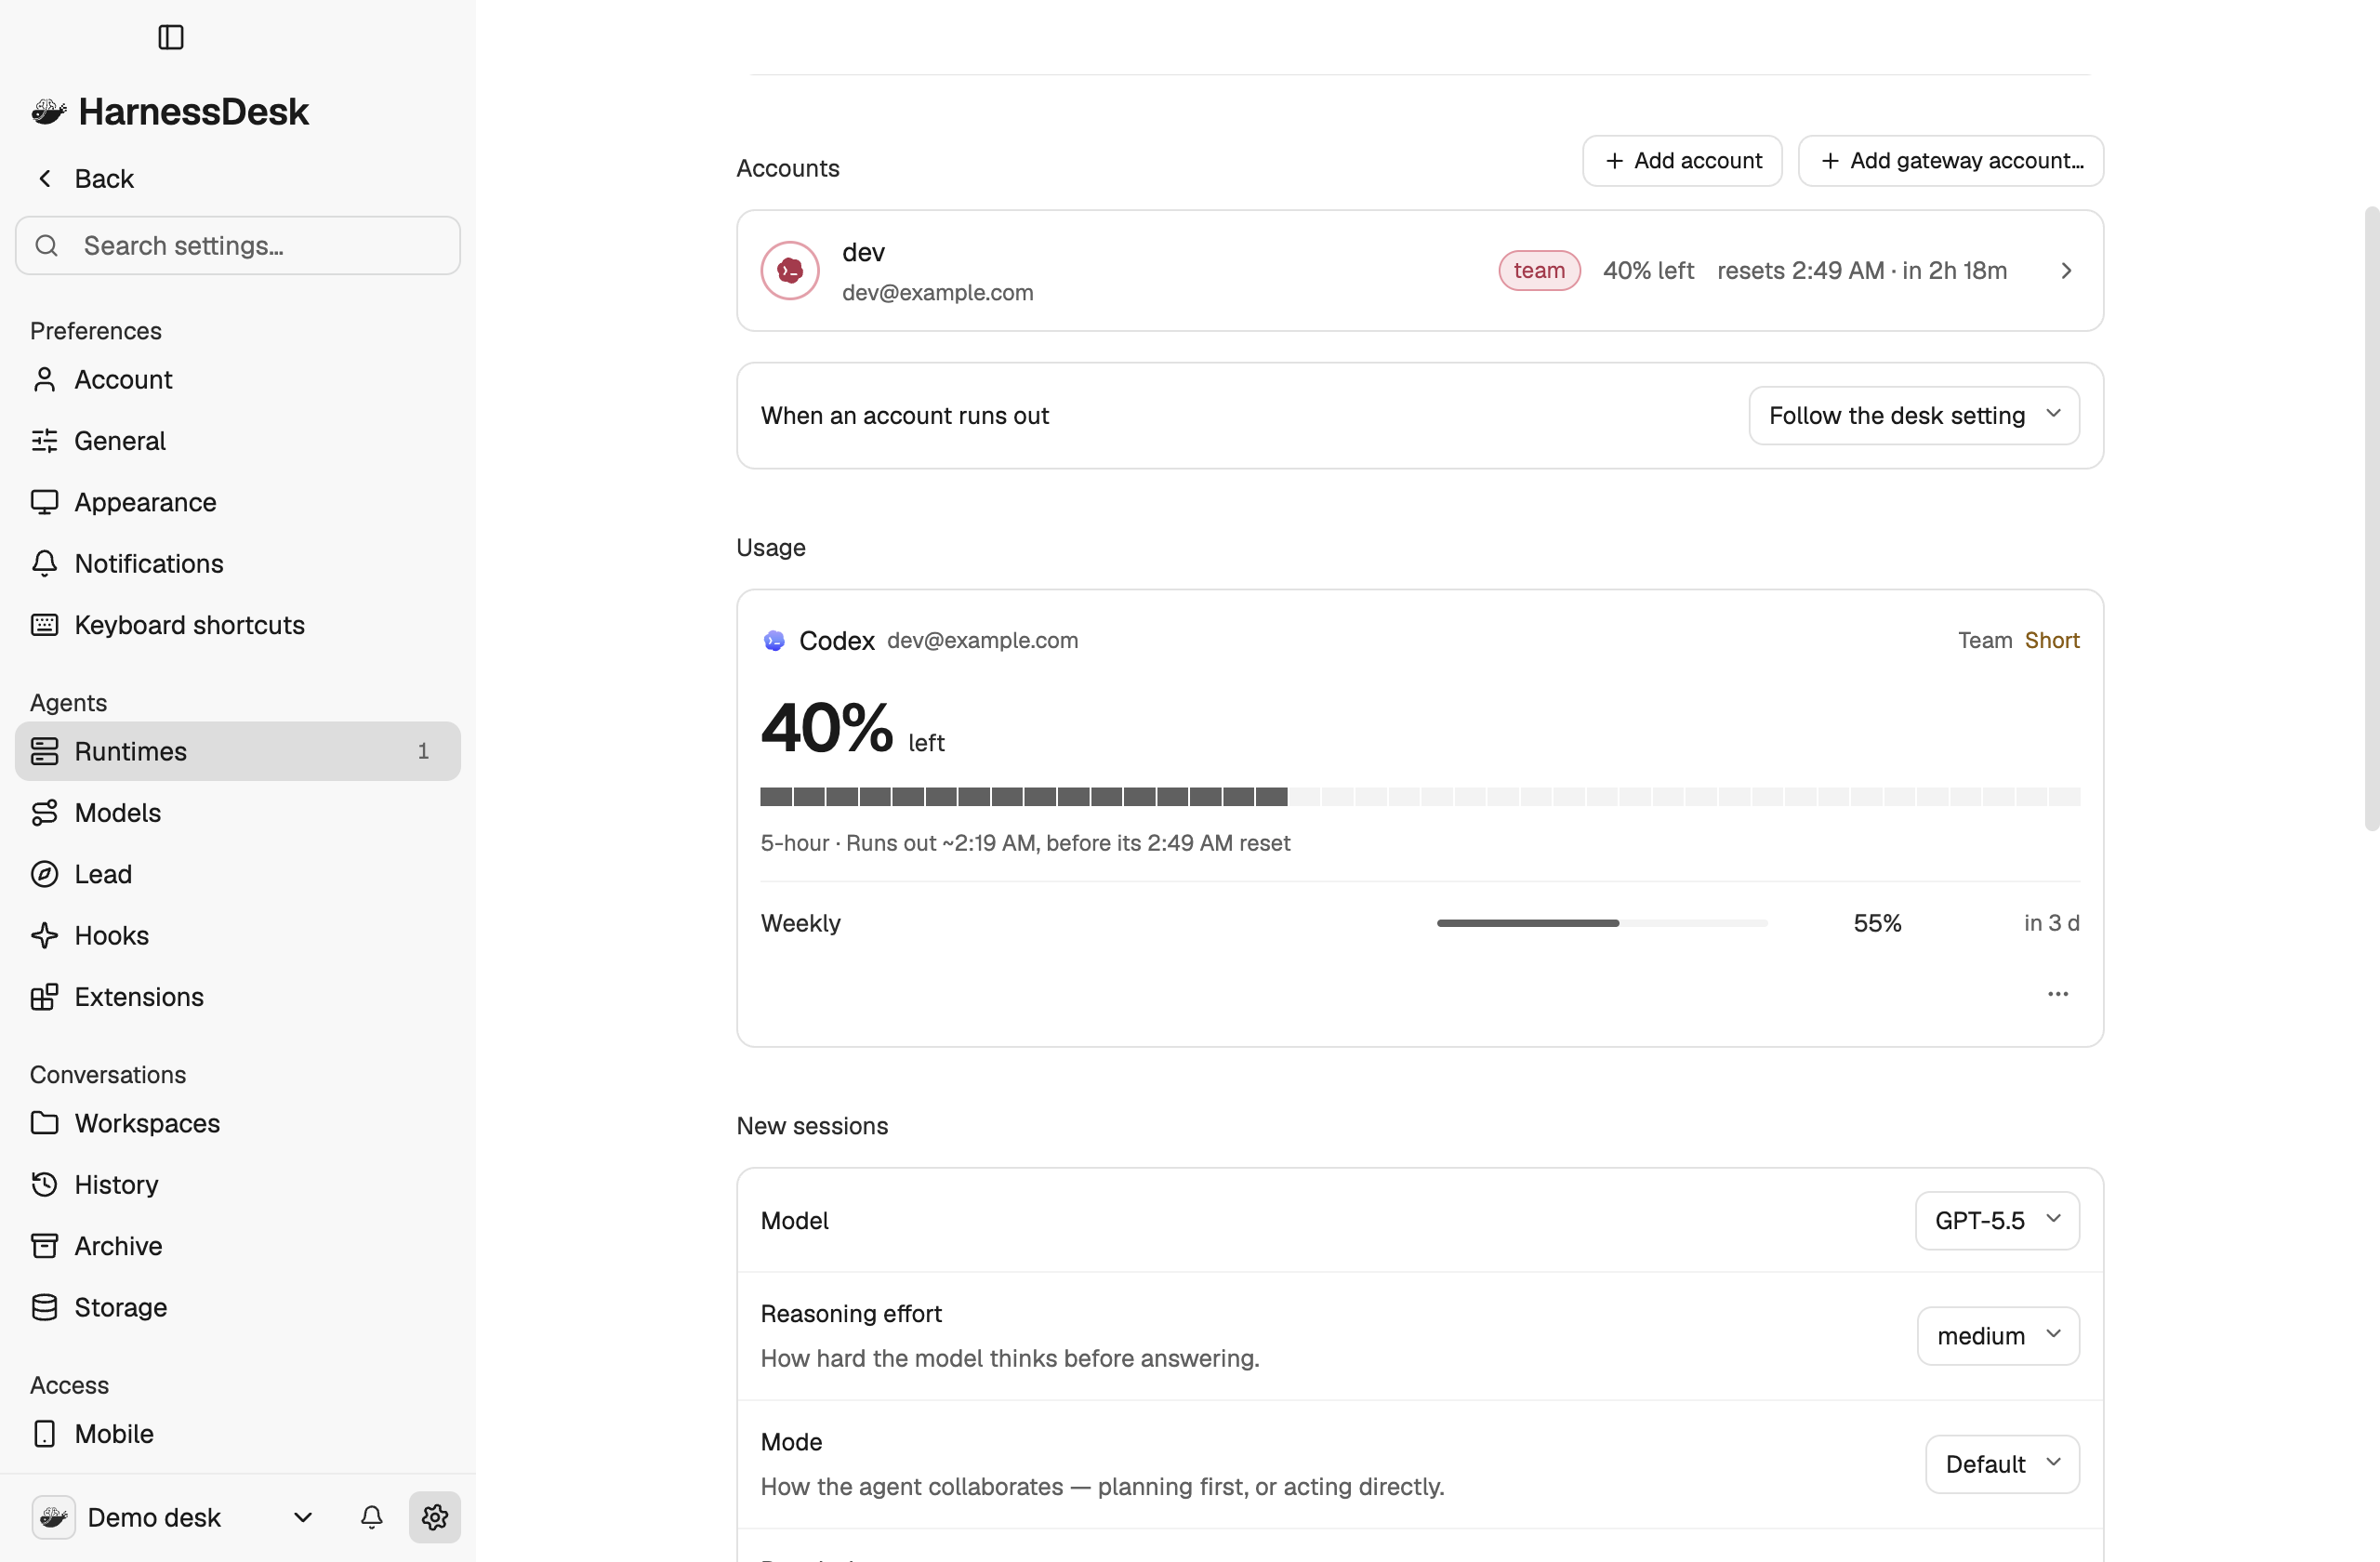 HarnessDesk
Back
Search settings...
Preferences
Account
General
Appearance
Notifications
Keyboard shortcuts
Agents
Runtimes 1
Models
Lead
Hooks
Extensions
Conversations
Workspaces
History
Archive
Storage
Access
Mobile
Demo desk
Accounts
+ Add account
+ Add gateway account...
dev
dev@example.com
team 40% left resets 2:49 AM · in 2h 18m
When an account runs out
Follow the desk setting
Usage
Codex dev@example.com
Team Short
40% left
5-hour · Runs out ~2:19 AM, before its 2:49 AM reset
Weekly 55% in 3 d
New sessions
Model
GPT-5.5
Reasoning effort
How hard the model thinks before answering.
medium
Mode
How the agent collaborates — planning first, or acting directly.
Default